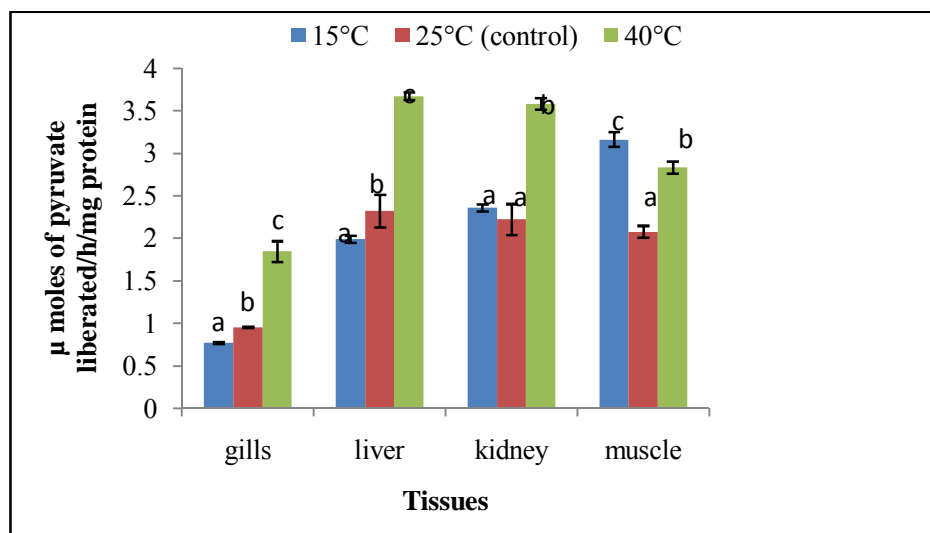 15°C 25°C (control) 40°C
μ moles of pyruvate
liberated/h/mg protein
4
3.5
3
2.5
2
1.5
1
0.5
0
a b c
a b c
a a b
c a b
gills liver kidney muscle
Tissues